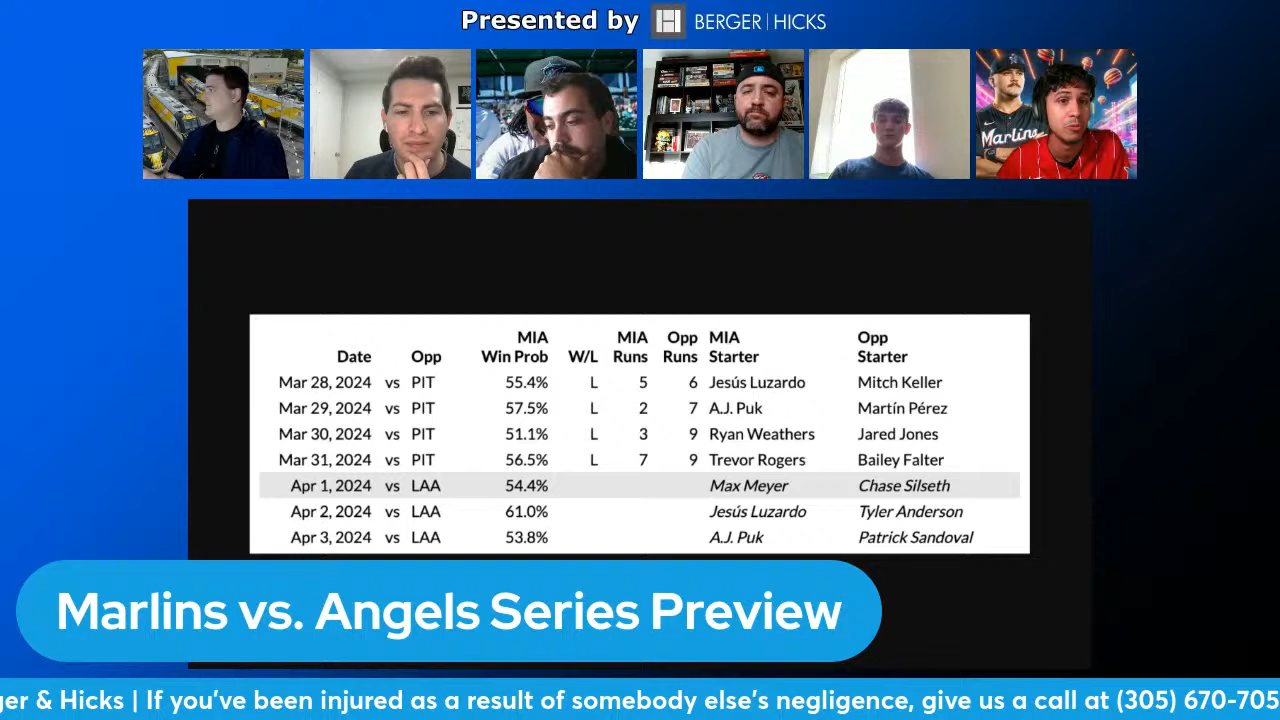 Presented by BERGER | HICKS
Marlins
MIA MIA Opp MIA Opp
Date Opp Win Prob W/L Runs Runs Starter Starter
Mar 28, 2024 vs PIT 55.4% L 5 6 Jesús Luzardo Mitch Keller
Mar 29, 2024 vs PIT 57.5% L 2 7 A.J. Puk Martín Pérez
Mar 30, 2024 vs PIT 51.1% L 3 9 Ryan Weathers Jared Jones
Mar 31, 2024 vs PIT 56.5% L 7 9 Trevor Rogers Bailey Falter
Apr 1, 2024 vs LAA 54.4% Max Meyer Chase Silseth
Apr 2, 2024 vs LAA 61.0% Jesús Luzardo Tyler Anderson
Apr 3, 2024 vs LAA 53.8% A.J. Puk Patrick Sandoval
Marlins vs. Angels Series Preview
ger & Hicks | If you've been injured as a result of somebody else's negligence, give us a call at (305) 670-705